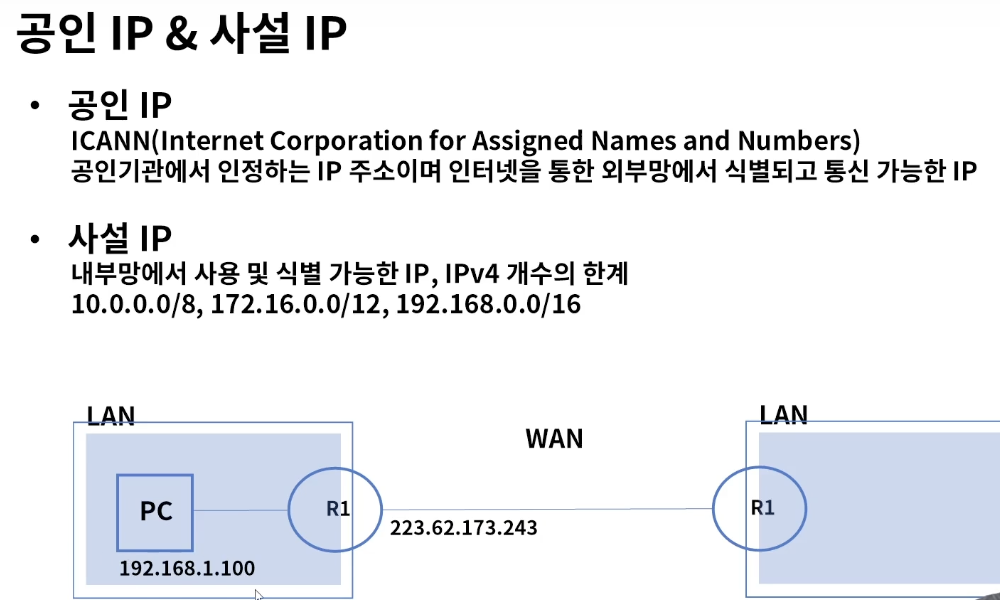 공인 IP & 사설 IP
• 공인 IP
ICANN(Internet Corporation for Assigned Names and Numbers)
공인기관에서 인정하는 IP 주소이며 인터넷을 통한 외부망에서 식별되고 통신 가능한 IP
• 사설 IP
내부망에서 사용 및 식별 가능한 IP, IPv4 개수의 한계
10.0.0.0/8, 172.16.0.0/12, 192.168.0.0/16
LAN
WAN
LAN
PC
R1
R1
223.62.173.243
192.168.1.100